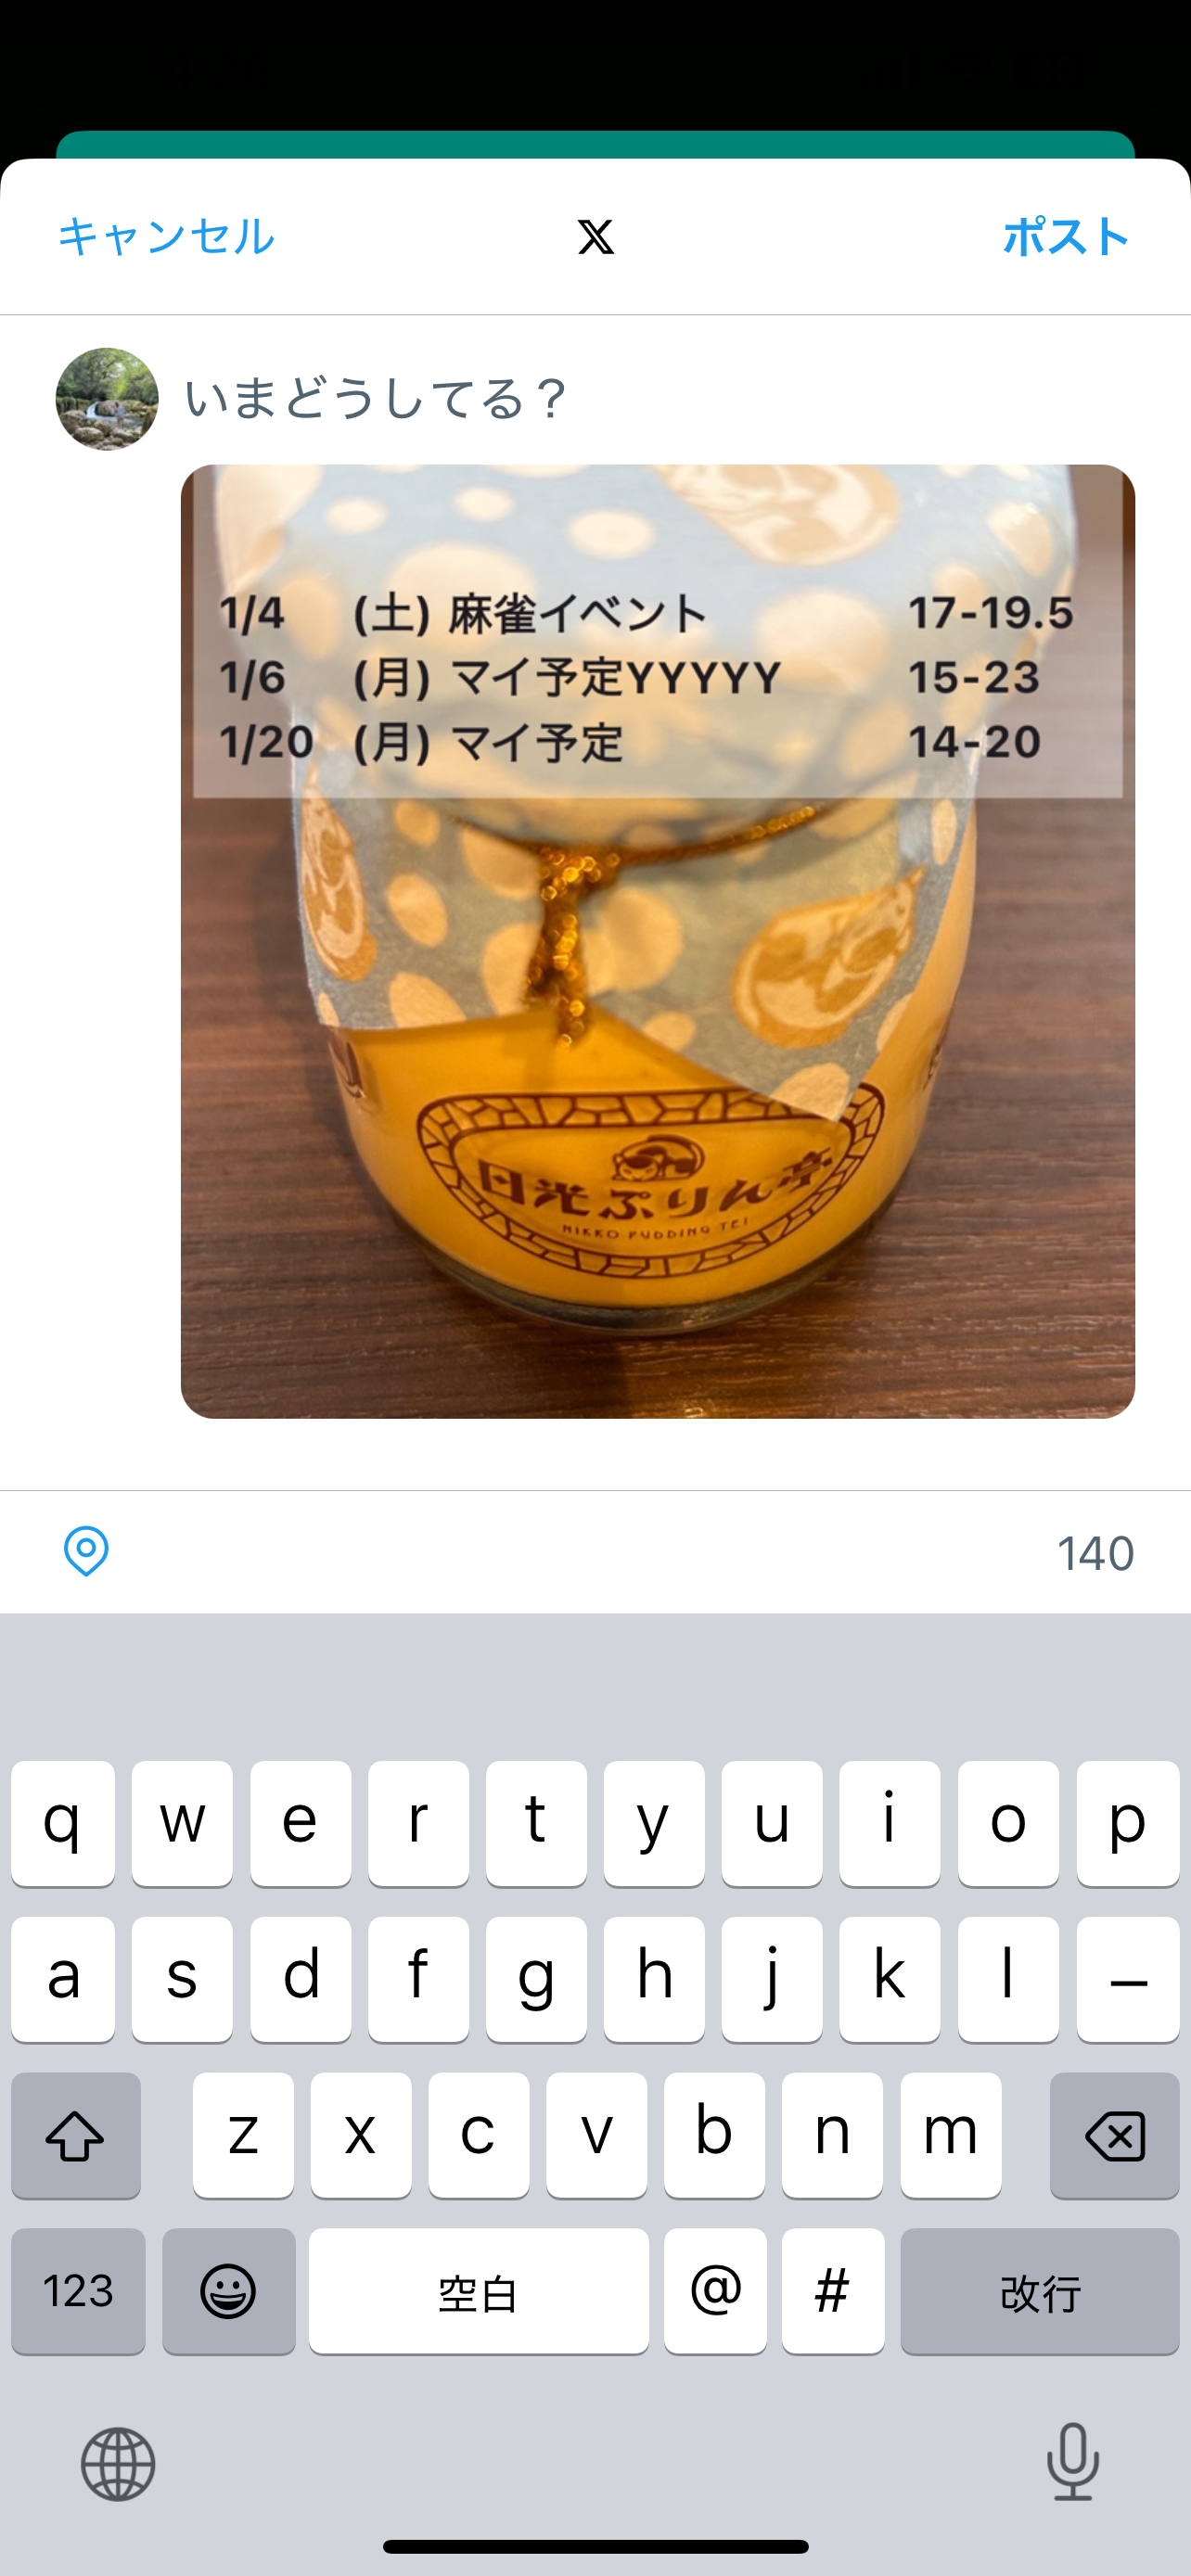 キャンセル X ポスト
いまどうしてる？
1/4 (土) 麻雀イベント 17-19.5
1/6 (月) マイ予定YYYYY 15-23
1/20 (月) マイ予定 14-20
日光ぷりん亭
NIKKO PUDDING TEI
140
q w e r t y u i o p
a s d f g h j k l –
z x c v b n m
123 空白 @ # 改行